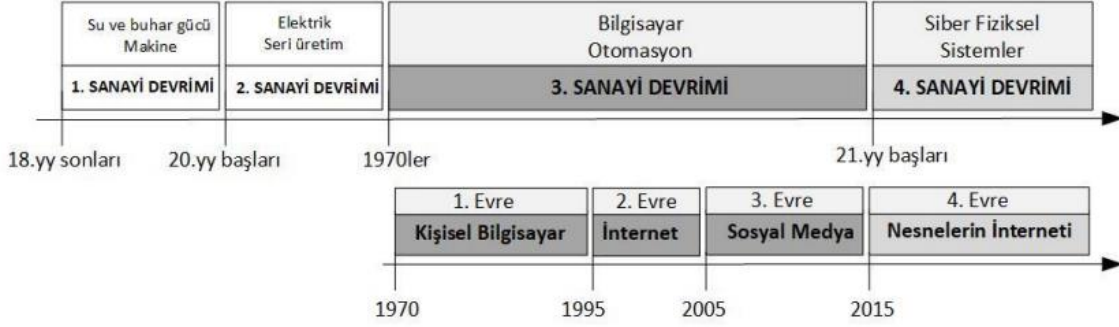 Su ve buhar gücü
Makine
1. SANAYİ DEVRİMİ
Elektrik
Seri üretim
2. SANAYİ DEVRİMİ
Bilgisayar
Otomasyon
3. SANAYİ DEVRİMİ
Siber Fiziksel
Sistemler
4. SANAYİ DEVRİMİ
18.yy sonları
20.yy başları
1970ler
21.yy başları
1. Evre
Kişisel Bilgisayar
2. Evre
İnternet
3. Evre
Sosyal Medya
4. Evre
Nesnelerin İnterneti
1970
1995
2005
2015